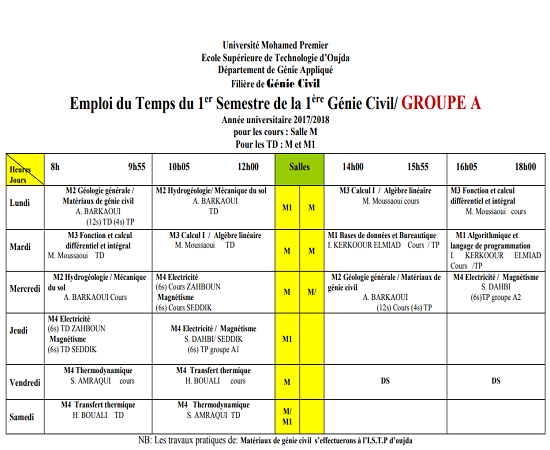 Université Mohamed Premier
Ecole Supérieure de Technologie d'Oujda
Département de Génie Appliqué
Filière de Génie Civil
Emploi du Temps du 1er Semestre de la 1ère Génie Civil/ GROUPE A
Année universitaire 2017/2018
pour les cours : Salle M
Pour les TD : M et M1
Heures
Jours
8h 9h55
10h05 12h00
Salles
14h00 15h55
16h05 18h00
Lundi
M2 Géologie générale /
Matériaux de génie civil
A. BARKAOUI
(12s) TD (4s) TP
M2 Hydrogéologie/ Mécanique du sol
A. BARKAOUI
TD
M1 M
M3 Calcul I / Algèbre linéaire
M. Moussaoui cours
M3 Fonction et calcul
différentiel et intégral
M. Moussaoui cours
Mardi
M3 Fonction et calcul
différentiel et intégral
M. Moussaoui TD
M3 Calcul I / Algèbre linéaire
M. Moussaoui TD
M M
M1 Bases de données et Bureautique
I. KERKOOUR ELMIAD Cours / TP
M1 Algorithmique et
langage de programmation
I. KERKOOUR ELMIAD
Cours /TP
Mercredi
M2 Hydrogéologie / Mécanique
du sol
A. BARKAOUI Cours
M4 Electricité
(6s) Cours ZAHBOUN
Magnétisme
(6s) Cours SEDDIK
M M/
M2 Géologie générale / Matériaux de
génie civil
A. BARKAOUI
(12s) Cours (4s) TP
M4 Electricité / Magnétisme
S. DAHBI
(6s)TP groupe A2
Jeudi
M4 Electricité
(6s) TD ZAHBOUN
Magnétisme
(6s) TD SEDDIK
M4 Electricité / Magnétisme
S. DAHBI/ SEDDIK
(6s) TP groupe A1
M1
Vendredi
M4 Thermodynamique
S. AMRAQUI cours
M4 Transfert thermique
H. BOUALI cours
M
DS
DS
Samedi
M4 Transfert thermique
H. BOUALI TD
M4 Thermodynamique
S. AMRAQUI TD
M/
M1
NB: Les travaux pratiques de: Matériaux de génie civil s'effectuerons à l'I.S.T.P d'oujda